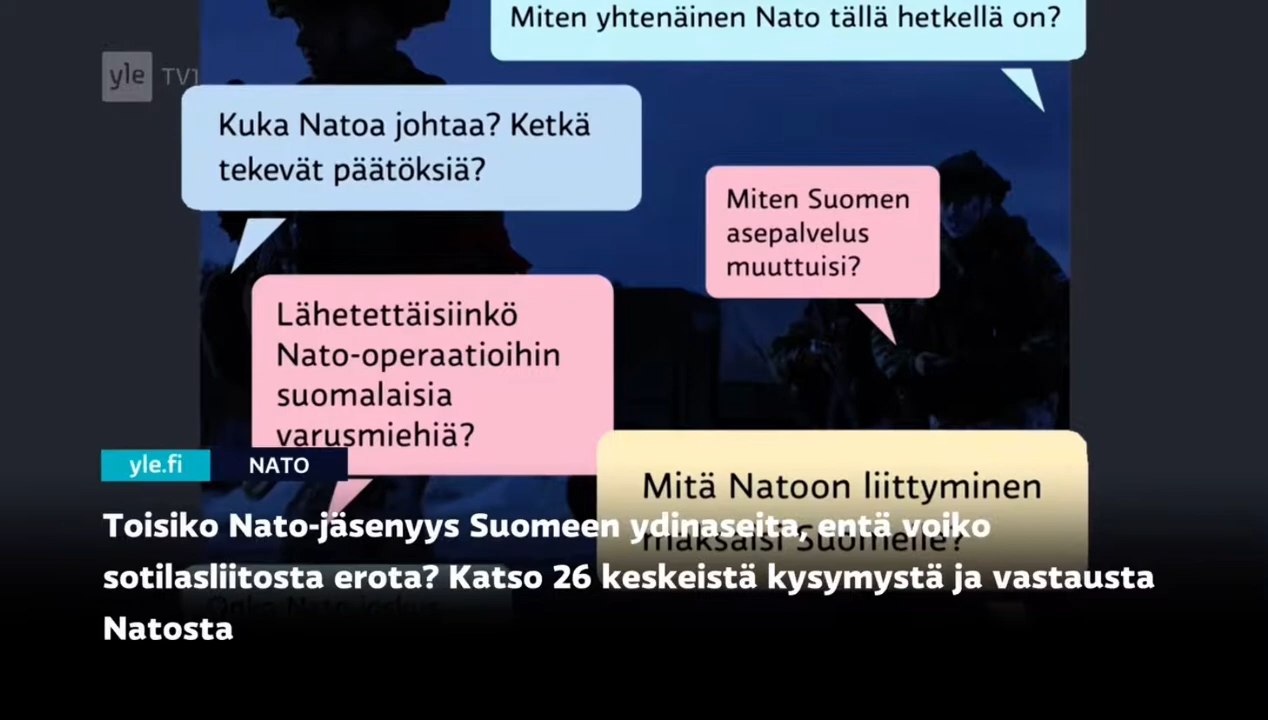 Miten yhtenäinen Nato tällä hetkellä on?
yle TV1
Kuka Natoa johtaa? Ketkä
tekevät päätöksiä?
Miten Suomen
asepalvelus
muuttuisi?
Lähetettäisiinkö
Nato-operaatioihin
suomalaisia
varusmiehiä?
Mitä Natoon liittyminen
maksaisi Suomelle?
yle.fi NATO
Toisiko Nato-jäsenyys Suomeen ydinaseita, entä voiko
sotilasliitosta erota? Katso 26 keskeistä kysymystä ja vastausta
Natosta